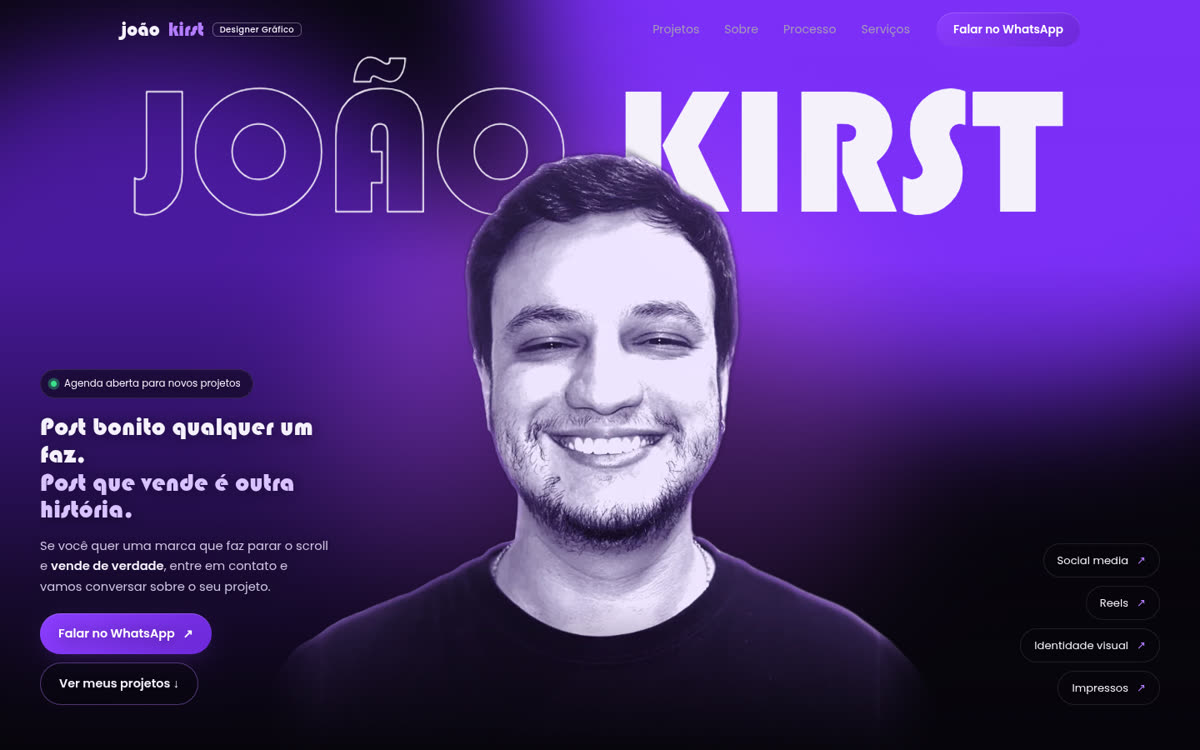 joão kirst Designer Gráfico
Projetos Sobre Processo Serviços Falar no WhatsApp
JOÃO KIRST
Agenda aberta para novos projetos
Post bonito qualquer um
faz.
Post que vende é outra
história.
Se você quer uma marca que faz parar o scroll
e vende de verdade, entre em contato e
vamos conversar sobre o seu projeto.
Falar no WhatsApp ↗
Ver meus projetos ↓
Social media ↗
Reels ↗
Identidade visual ↗
Impressos ↗